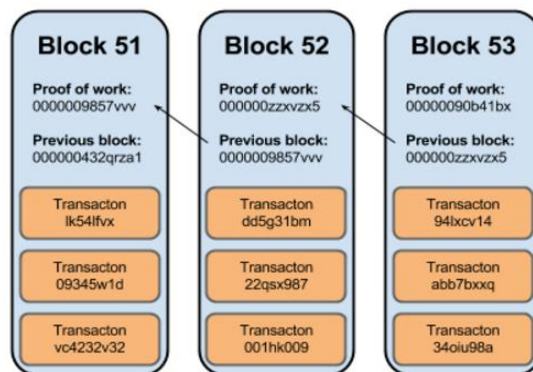 Block 51
Proof of work:
0000009857vvv
Previous block:
000000432qrza1
Transacton
lk54lfvx
Transacton
09345w1d
Transacton
vc4232v32
Block 52
Proof of work:
000000zzxvzx5
Previous block:
0000009857vvv
Transacton
dd5g31bm
Transacton
22qsx987
Transacton
001hk009
Block 53
Proof of work:
00000090b41bx
Previous block:
000000zzxvzx5
Transacton
94lxcv14
Transacton
abb7bxxq
Transacton
34oiu98a